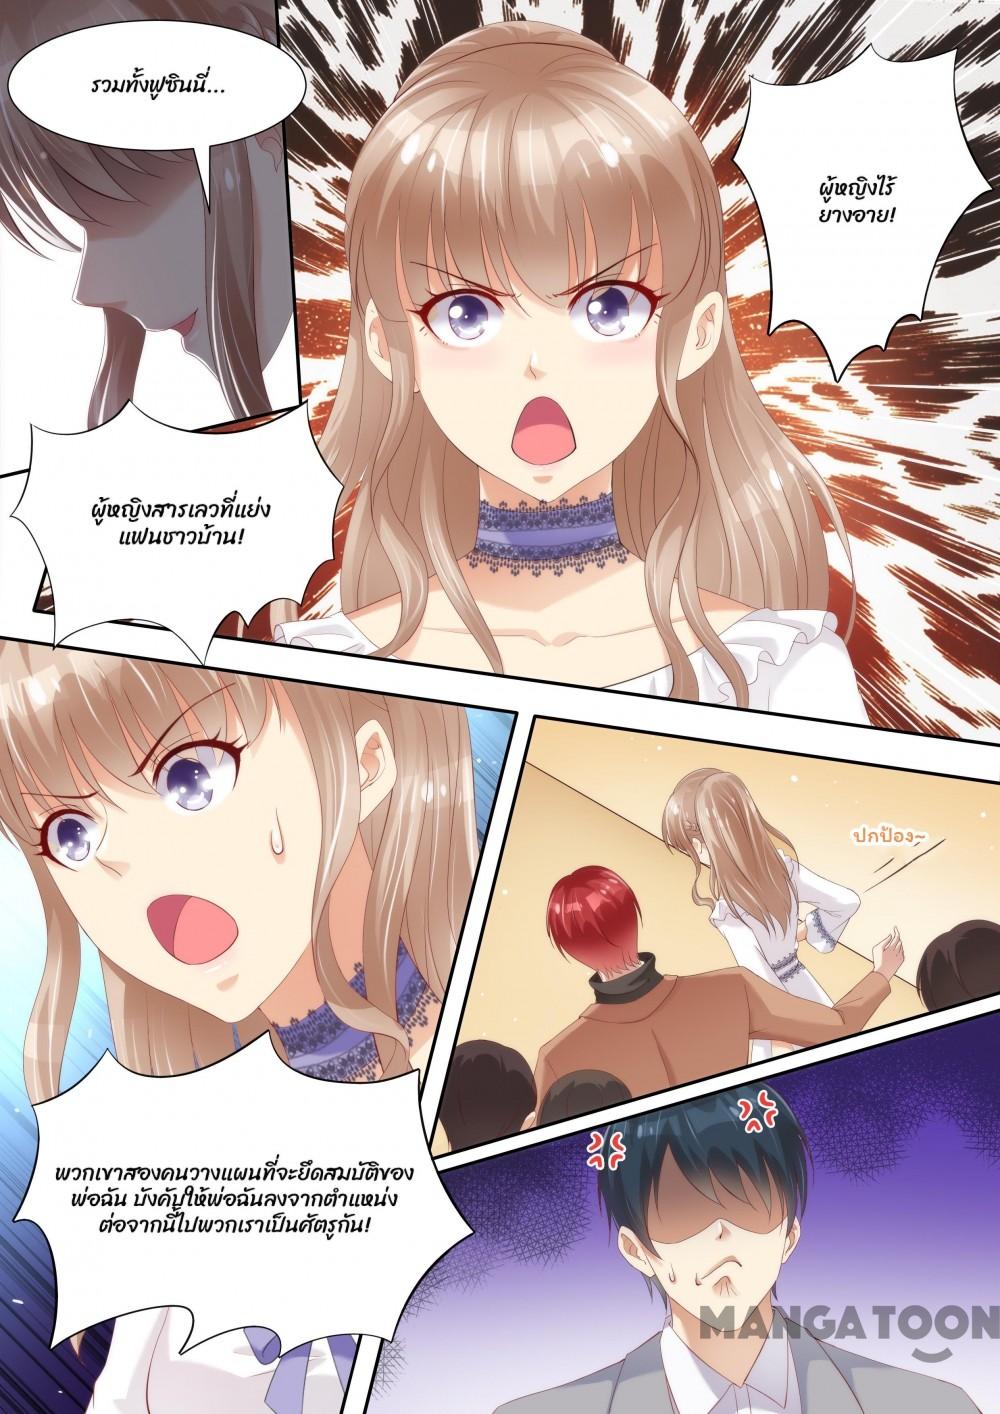 รวมทั้งฟูซินนี่...
ผู้หญิงไร้
ยางอาย!
ผู้หญิงสารเลวที่แย่ง
แฟนชาวบ้าน!
ปกป้อง~
พวกเขาสองคนวางแผนที่จะยึดสมบัติของ
พ่อฉัน บังคับให้พ่อฉันลงจากตำแหน่ง
ต่อจากนี้ไปพวกเราเป็นศัตรูกัน!
MANGATOON